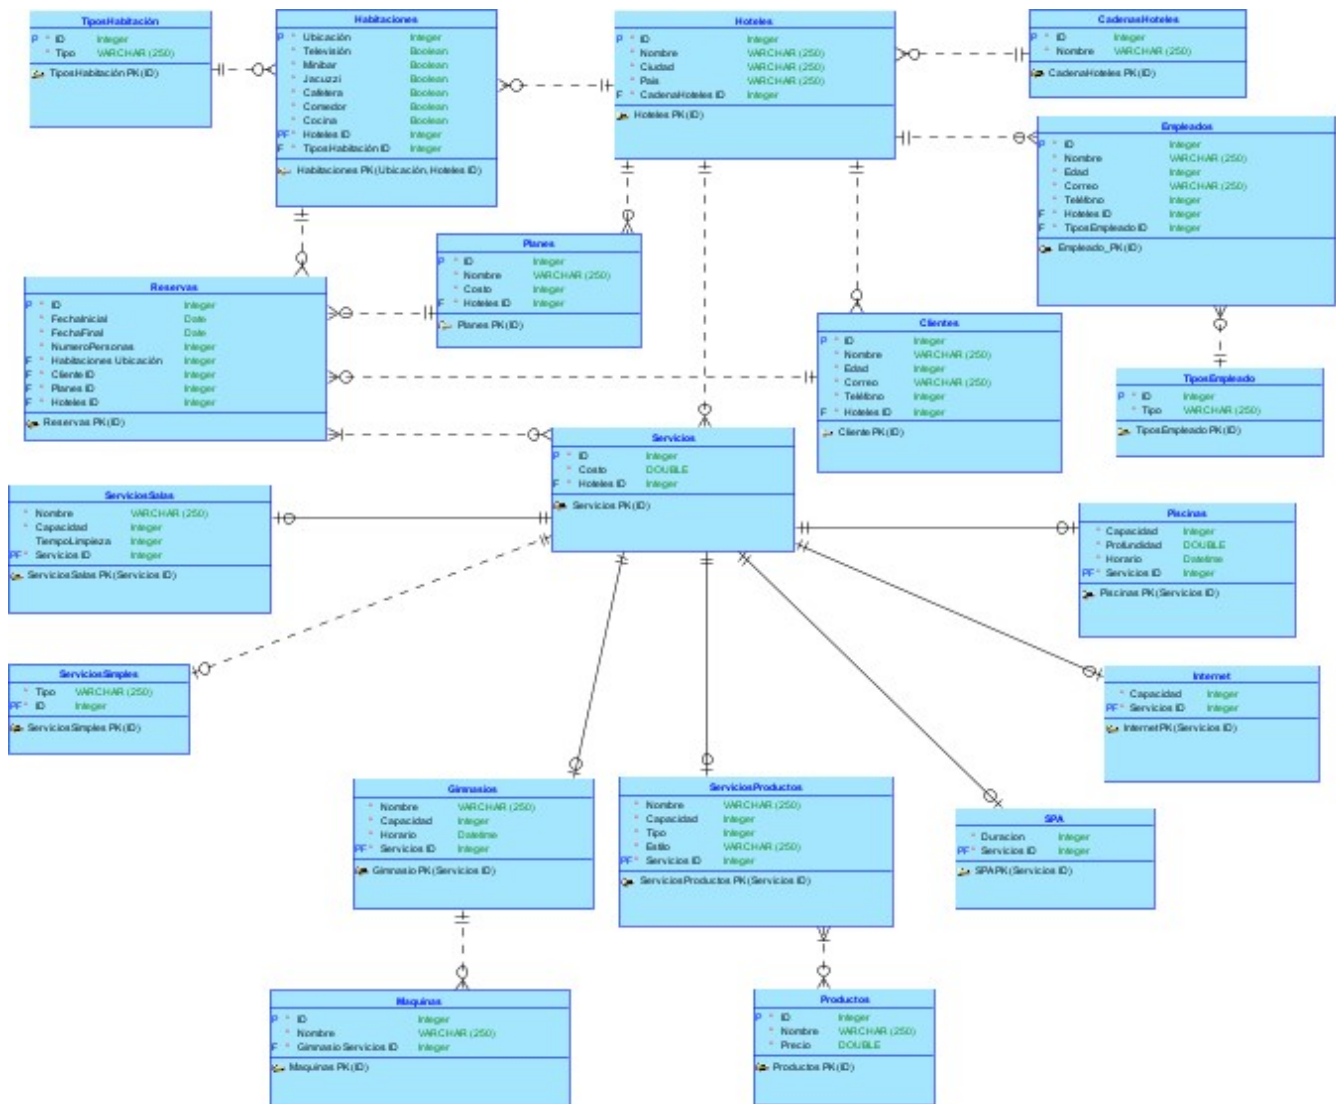 TiposHabitación
P * ID Integer
* Tipo VARCHAR (250)
TiposHabitación PK(ID)
Habitaciones
P * Ubicación Integer
* Televisión Boolean
* Minibar Boolean
* Jacuzzi Boolean
* Cafetera Boolean
* Comedor Boolean
* Cocina Boolean
PF * Hoteles ID Integer
F * TiposHabitación ID Integer
Habitaciones PK(Ubicación, Hoteles ID)
Hoteles
P * ID Integer
* Nombre VARCHAR (250)
* Ciudad VARCHAR (250)
* Pais VARCHAR (250)
F * CadenaHoteles ID Integer
Hoteles PK(ID)
CadenasHoteles
P * ID Integer
* Nombre VARCHAR (250)
CadenaHoteles PK(ID)
Empleados
P * ID Integer
* Nombre VARCHAR (250)
* Edad Integer
* Correo VARCHAR (250)
* Teléfono Integer
F * Hoteles ID Integer
F * TiposEmpleado ID Integer
Empleado_PK(ID)
Planes
P * ID Integer
* Nombre VARCHAR (250)
* Costo Integer
F * Hoteles ID Integer
Planes PK(ID)
Reservas
P * ID Integer
* FechaInicial Date
* FechaFinal Date
* NumeroPersonas Integer
F * Habitaciones Ubicación Integer
F * Cliente ID Integer
F * Planes ID Integer
F * Hoteles ID Integer
Reservas PK(ID)
Clientes
P * ID Integer
* Nombre VARCHAR (250)
* Edad Integer
* Correo VARCHAR (250)
* Teléfono Integer
F * Hoteles ID Integer
Cliente PK(ID)
TiposEmpleado
P * ID Integer
* Tipo VARCHAR (250)
TiposEmpleado PK(ID)
Servicios
P * ID Integer
* Costo DOUBLE
F * Hoteles ID Integer
Servicios PK(ID)
ServiciosSalas
* Nombre VARCHAR (250)
* Capacidad Integer
TiempoLimpieza Integer
PF * Servicios ID Integer
ServiciosSalas PK(Servicios ID)
Piscinas
* Capacidad Integer
* Profundidad DOUBLE
* Horario Datetime
PF * Servicios ID Integer
Piscinas PK(Servicios ID)
ServiciosSimples
* Tipo VARCHAR (250)
PF * ID Integer
ServiciosSimples PK(ID)
Internet
* Capacidad Integer
PF * Servicios ID Integer
Internet PK(Servicios ID)
Gimnasios
* Nombre VARCHAR (250)
* Capacidad Integer
* Horario Datetime
PF * Servicios ID Integer
Gimnasio PK(Servicios ID)
ServiciosProductos
* Nombre VARCHAR (250)
* Capacidad Integer
* Tipo Integer
* Estilo VARCHAR (250)
PF * Servicios ID Integer
ServiciosProductos PK(Servicios ID)
SPA
* Duracion Integer
PF * Servicios ID Integer
SPA PK(Servicios ID)
Maquinas
P * ID Integer
* Nombre VARCHAR (250)
F * Gimnasio Servicios ID Integer
Maquinas PK(ID)
Productos
P * ID Integer
* Nombre VARCHAR (250)
* Precio DOUBLE
Productos PK(ID)